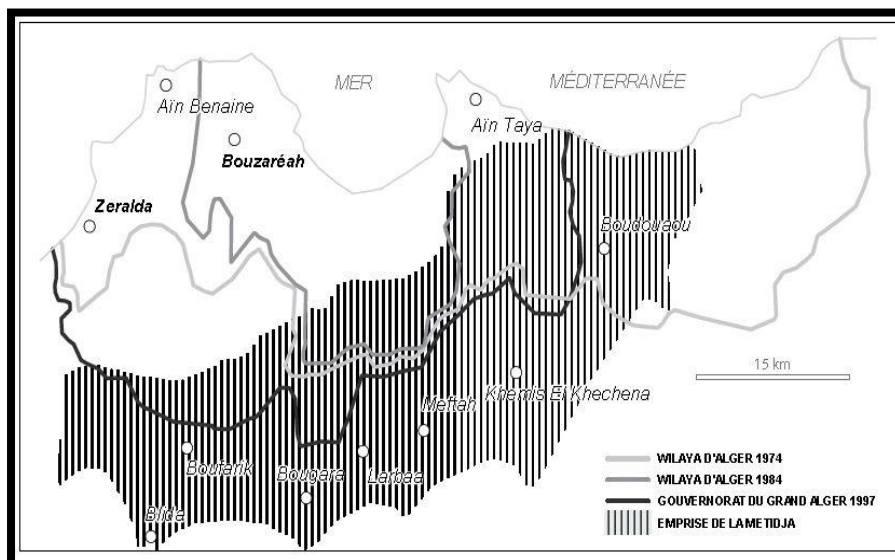 MER
MÉDITERRANÉE
Aïn Benaine
Aïn Taya
Bouzaréah
Zeralda
Boudouaou
15 km
Khemis El Khechena
Meftah
Boufarik
Larbaa
Bougara
Blida
WILAYA D'ALGER 1974
WILAYA D'ALGER 1984
GOUVERNORAT DU GRAND ALGER 1997
EMPRISE DE LA METIDJA